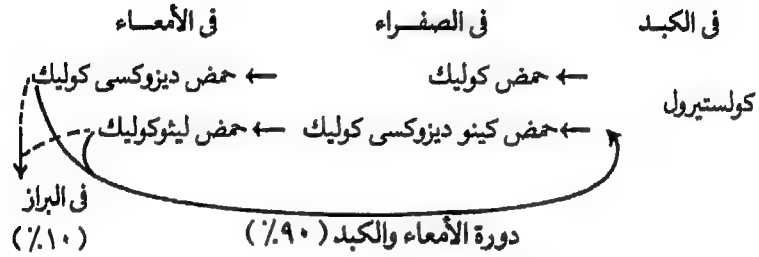 فى الكبد فى الصفراء فى الأمعاء
← حمض كوليك ← حمض ديزوكسى كوليك
كولستيرول
← حمض كينو ديزوكسى كوليك ← حمض ليثوكوليك
فى البراز
(٪١٠) دورة الأمعاء والكبد (٩٠٪)